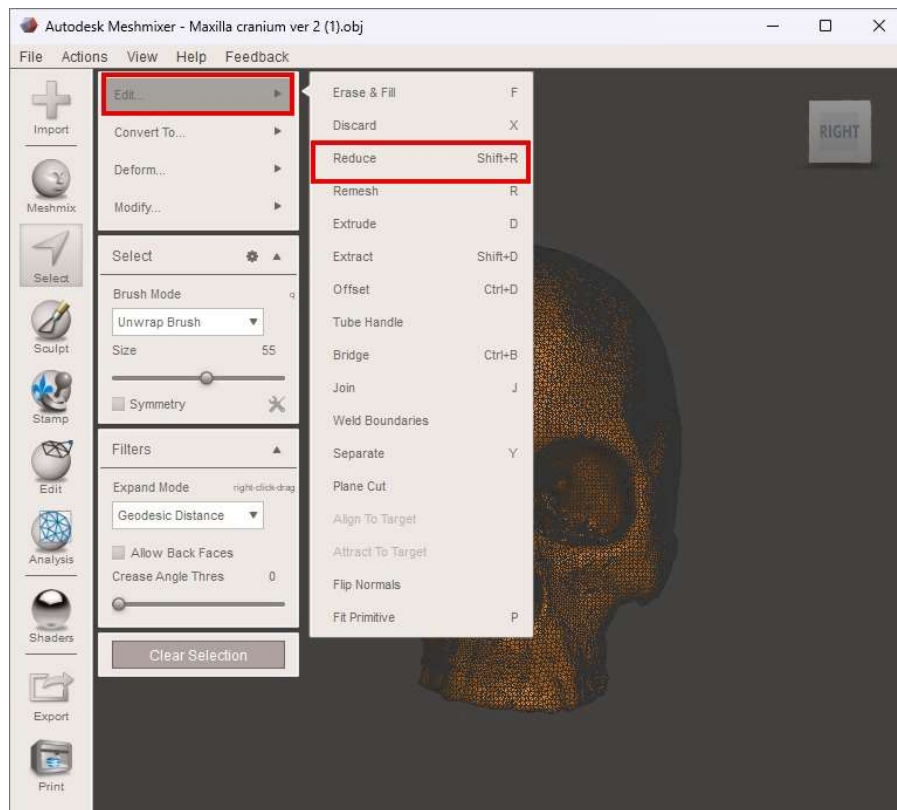 Autodesk Meshmixer - Maxilla cranium ver 2 (1).obj
File Actions View Help Feedback
Import
Meshmix
Select
Sculpt
Stamp
Edit
Analysis
Shaders
Export
Print
Edit...
Convert To...
Deform...
Modify...
Select
Brush Mode q
Unwrap Brush
Size 55
Symmetry
Filters
Expand Mode right-click-drag
Geodesic Distance
Allow Back Faces
Crease Angle Thres 0
Clear Selection
Erase & Fill F
Discard X
Reduce Shift+R
Remesh R
Extrude D
Extract Shift+D
Offset Ctrl+D
Tube Handle
Bridge Ctrl+B
Join J
Weld Boundaries
Separate Y
Plane Cut
Align To Target
Attract To Target
Flip Normals
Fit Primitive P
RIGHT